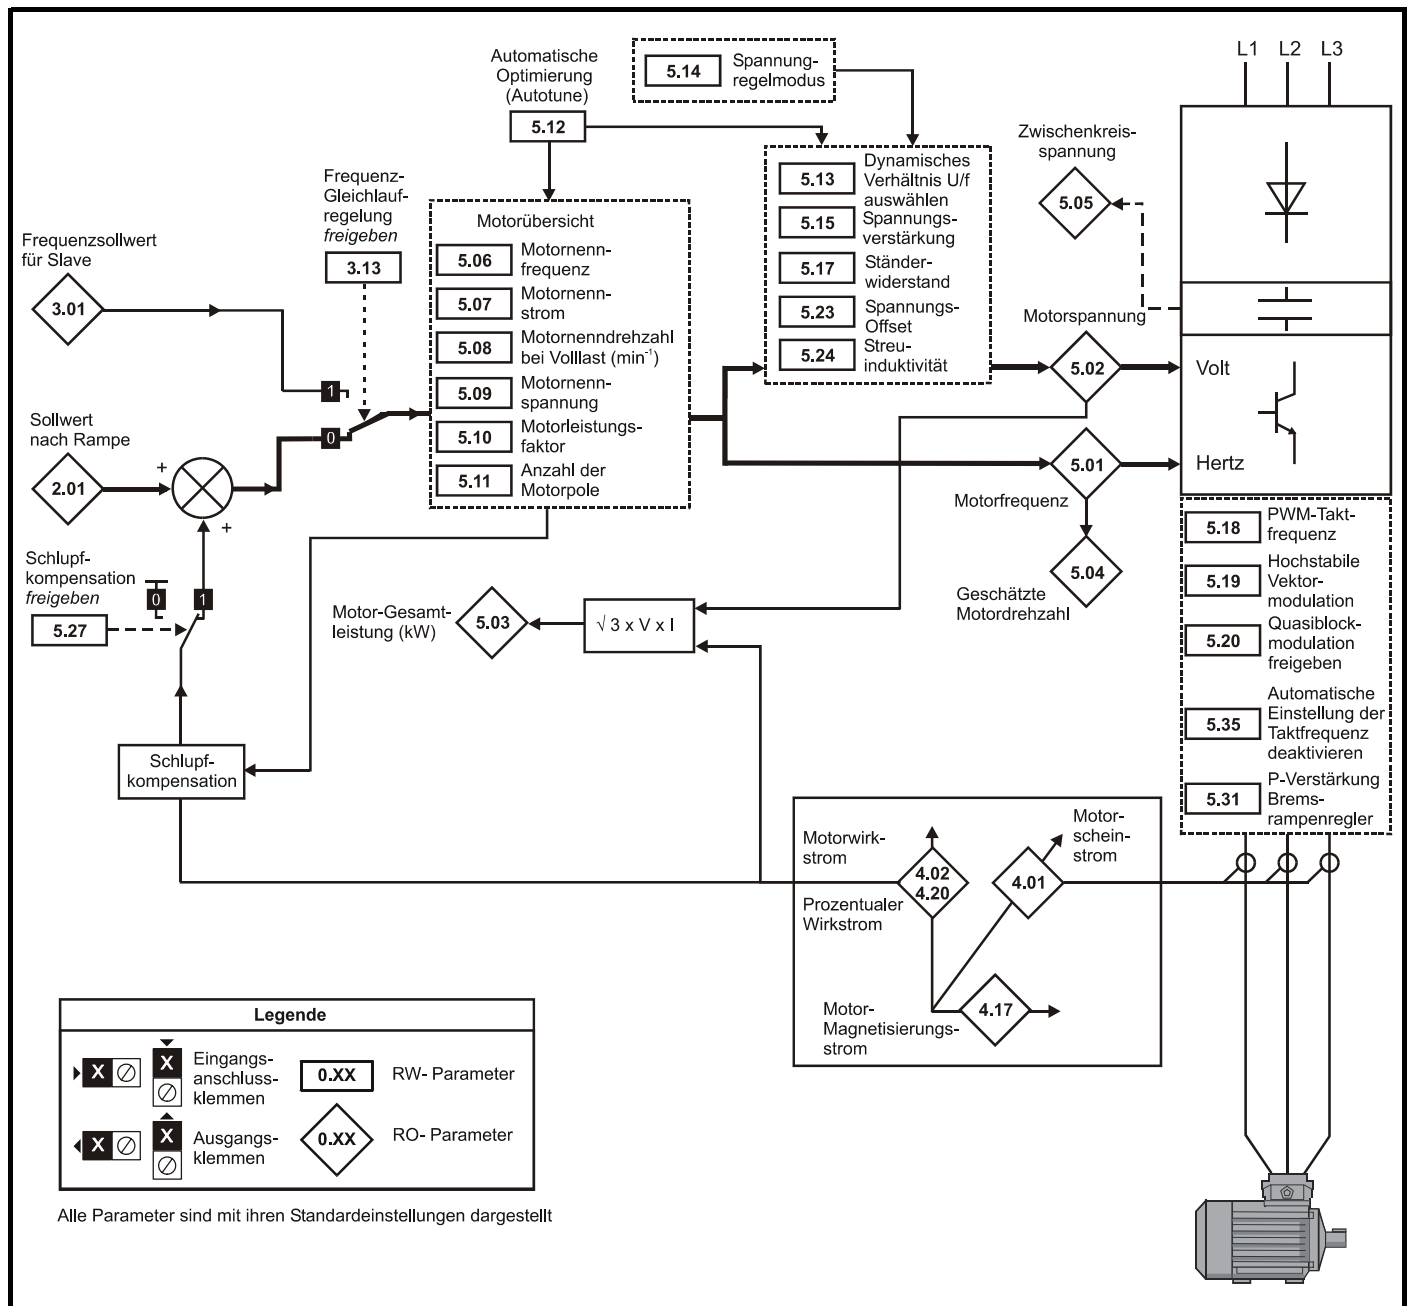 Automatische
Optimierung
(Autotune)
5.12
5.14
Spannung-
regelmodus
L1 L2 L3
Zwischenkreis-
spannung
5.05
Frequenz-
Gleichlauf-
regelung
freigeben
3.13
Frequenzsollwert
für Slave
3.01
Motorübersicht
5.06
Motornenn-
frequenz
5.07
Motornenn-
strom
5.08
Motornenndrehzahl
bei Volllast (min⁻¹)
5.09
Motornenn-
spannung
5.10
Motorleistungs-
faktor
5.11
Anzahl der
Motorpole
5.13
Dynamisches
Verhältnis U/f
auswählen
5.15
Spannungs-
verstärkung
5.17
Ständer-
widerstand
5.23
Spannungs-
Offset
5.24
Streu-
induktivität
Motorspannung
5.02
Volt
5.01
Hertz
Motorfrequenz
5.04
Geschätzte
Motordrehzahl
1
0
Sollwert
nach Rampe
2.01
+
+
Schlupf-
kompensation
freigeben
5.27
0
1
Motor-Gesamt-
leistung (kW)
5.03
√ 3 x V x I
5.18
PWM-Takt-
frequenz
5.19
Hochstabile
Vektor-
modulation
5.20
Quasiblock-
modulation
freigeben
5.35
Automatische
Einstellung der
Taktfrequenz
deaktivieren
5.31
P-Verstärkung
Brems-
rampenregler
Schlupf-
kompensation
Motorwirk-
strom
4.02
4.20
Prozentualer
Wirkstrom
Motor-
schein-
strom
4.01
Motor-
Magnetisierungs-
strom
4.17
Legende
X
X
Eingangs-
anschluss-
klemmen
0.XX
RW- Parameter
X
X
Ausgangs-
klemmen
0.XX
RO- Parameter
Alle Parameter sind mit ihren Standardeinstellungen dargestellt